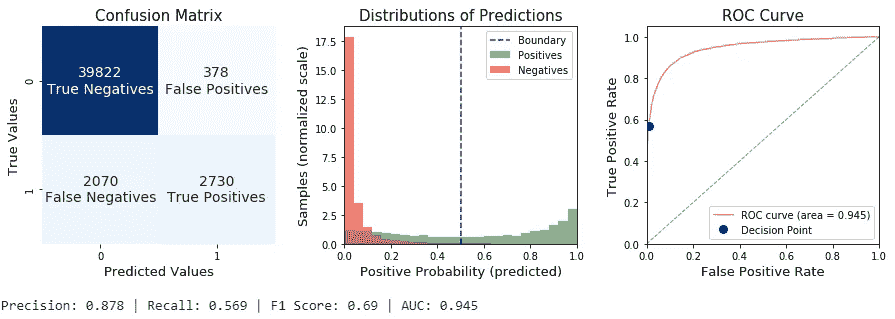 Confusion Matrix
39822
True Negatives
378
False Positives
2070
False Negatives
2730
True Positives
True Values
0
1
0
1
Predicted Values
Distributions of Predictions
Boundary
Positives
Negatives
Samples (normalized scale)
17.5
15.0
12.5
10.0
7.5
5.0
2.5
0.0
0.0
0.2
0.4
0.6
0.8
1.0
Positive Probability (predicted)
ROC Curve
True Positive Rate
1.0
0.8
0.6
0.4
0.2
0.0
ROC curve (area = 0.945)
Decision Point
0.0
0.2
0.4
0.6
0.8
1.0
False Positive Rate
Precision: 0.878 | Recall: 0.569 | F1 Score: 0.69 | AUC: 0.945